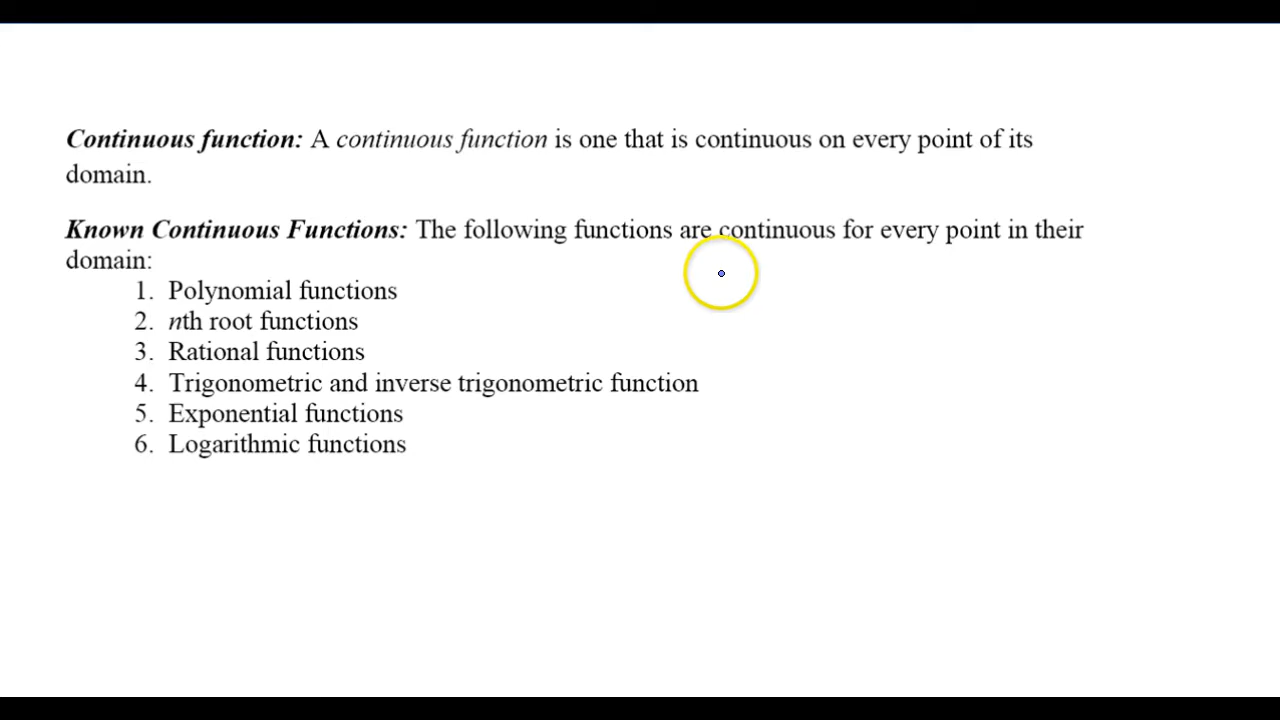 Continuous function: A continuous function is one that is continuous on every point of its
domain.
Known Continuous Functions: The following functions are continuous for every point in their
domain:
1. Polynomial functions
2. nth root functions
3. Rational functions
4. Trigonometric and inverse trigonometric function
5. Exponential functions
6. Logarithmic functions